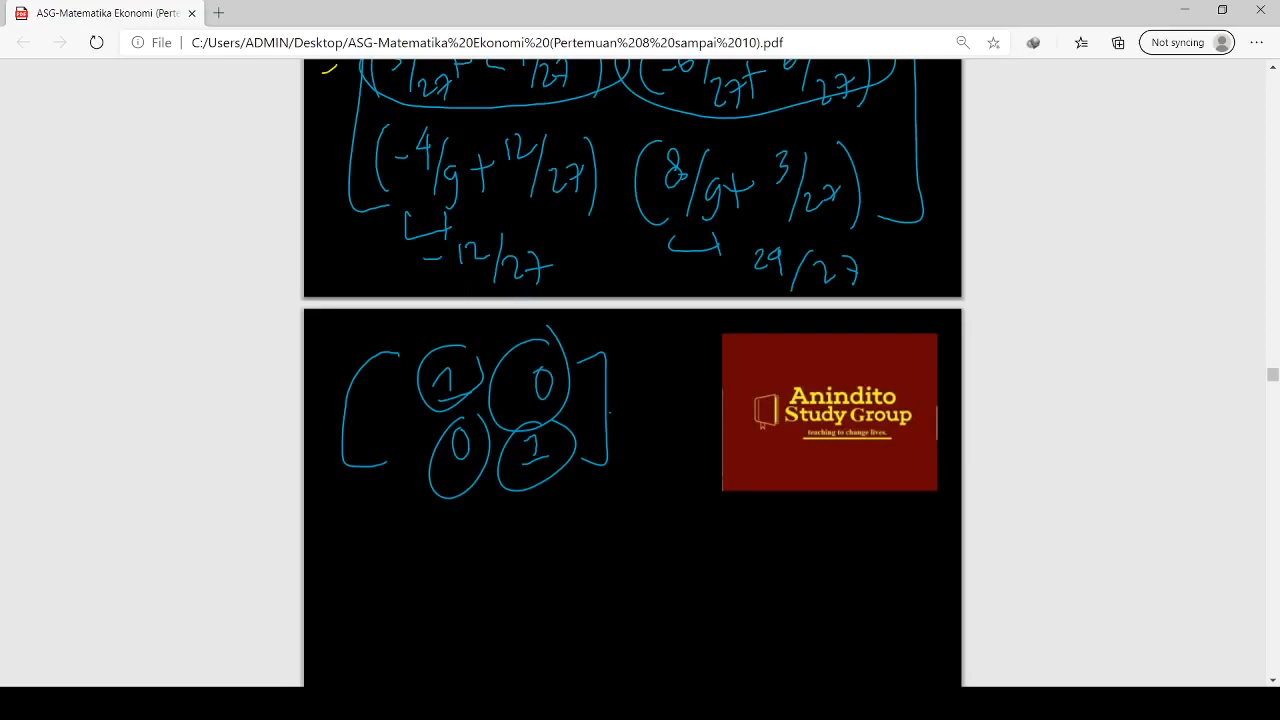 ASG-Matematika Ekonomi (Perte
File C:/Users/ADMIN/Desktop/ASG-Matematika%20Ekonomi%20(Pertemuan%208%20sampai%2010).pdf Not syncing
(-4/9 + 12/27) (8/9 + 3/27)
-12/27 29/27
[1 0
0 1]
Anindito
Study Group
teaching to change lives.